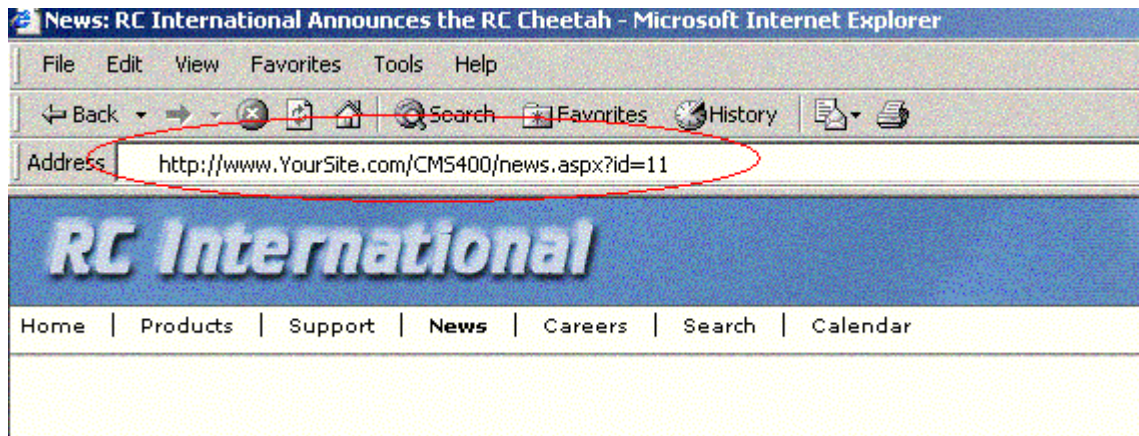 News: RC International Announces the RC Cheetah - Microsoft Internet Explorer
File Edit View Favorites Tools Help
Back Search Favorites History
Address http://www.YourSite.com/CMS400/news.aspx?id=11
RC International
Home | Products | Support | News | Careers | Search | Calendar